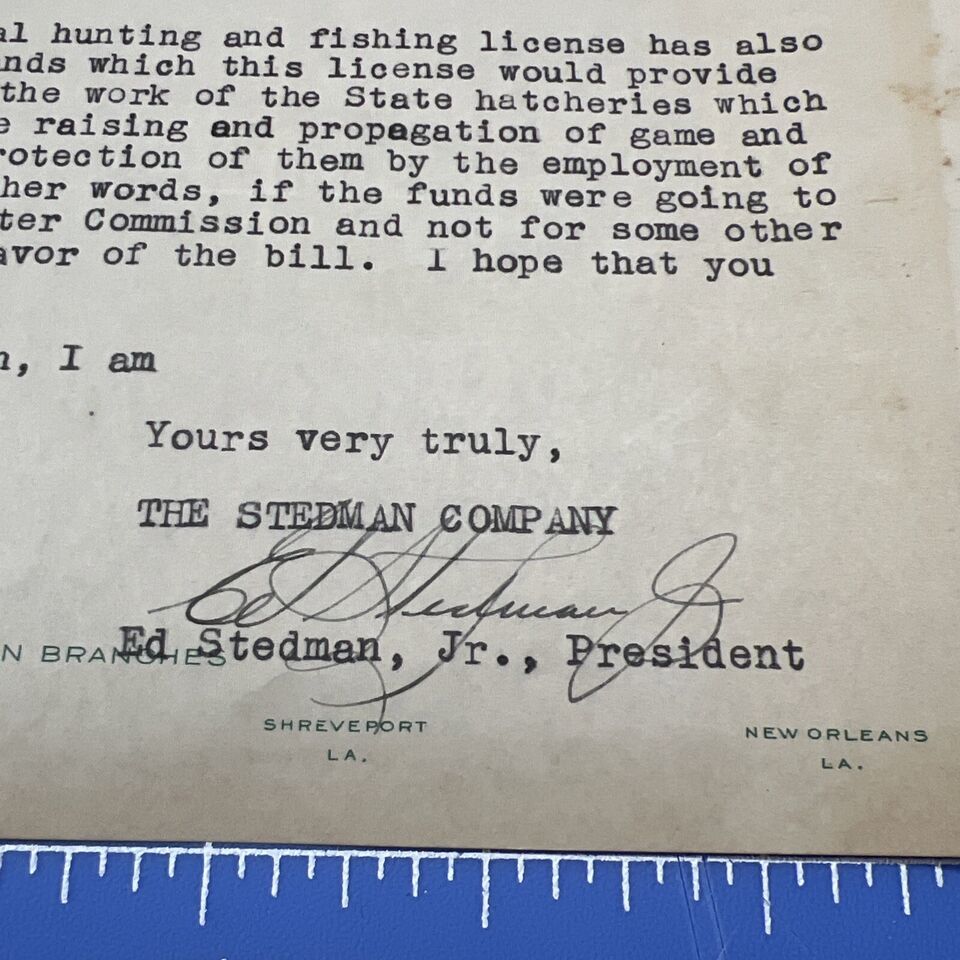 al hunting and fishing license has also
nds which this license would provide
the work of the State hatcheries which
e raising and propagation of game and
rotection of them by the employment of
her words, if the funds were going to
ter Commission and not for some other
avor of the bill. I hope that you
n, I am
Yours very truly,
THE STEDMAN COMPANY
Ed Stedman Jr
Ed Stedman, Jr., President
N BRANCHES
SHREVEPORT
LA.
NEW ORLEANS
LA.